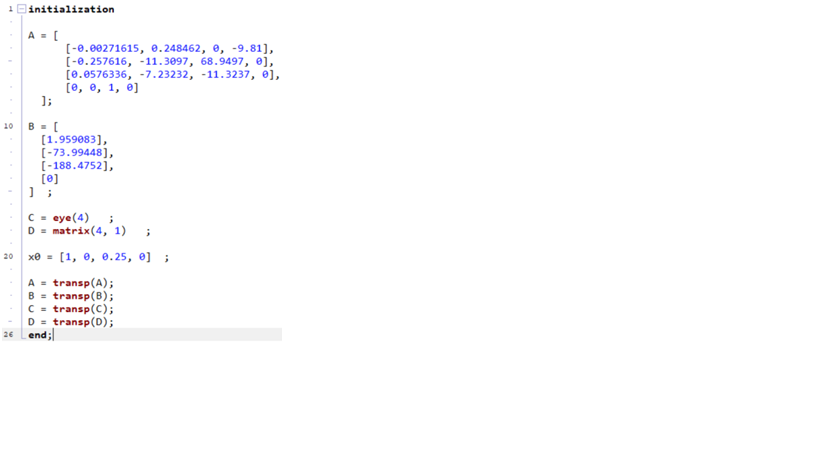 1 initialization
A = [
[-0.00271615, 0.248462, 0, -9.81],
[-0.257616, -11.3097, 68.9497, 0],
[0.0576336, -7.23232, -11.3237, 0],
[0, 0, 1, 0]
];
10 B = [
[1.959083],
[-73.99448],
[-188.4752],
[0]
] ;
C = eye(4) ;
D = matrix(4, 1) ;
20 x0 = [1, 0, 0.25, 0] ;
A = transp(A);
B = transp(B);
C = transp(C);
D = transp(D);
26 end;